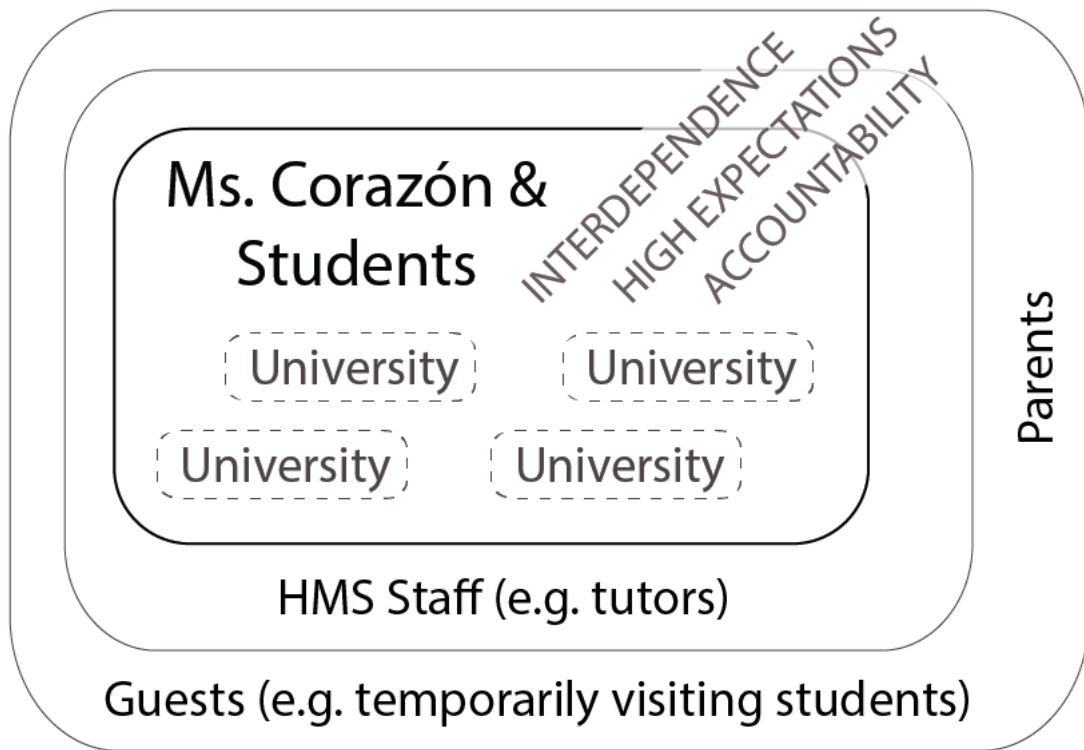 Ms. Corazón &
Students
INTERDEPENDENCE
HIGH EXPECTATIONS
ACCOUNTABILITY
University
University
University
University
HMS Staff (e.g. tutors)
Guests (e.g. temporarily visiting students)
Parents